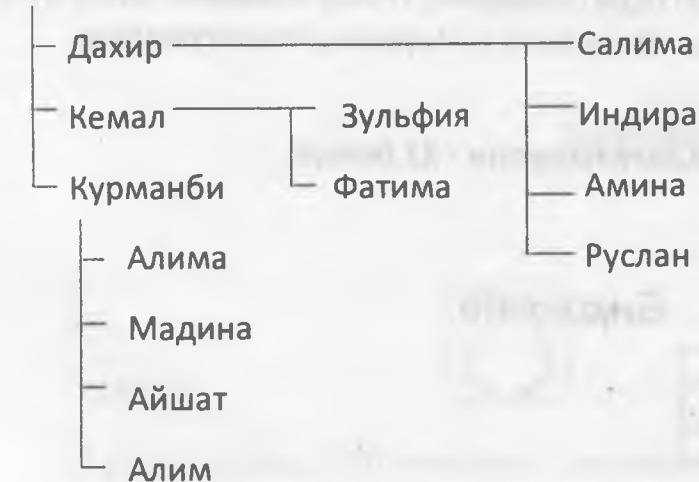 Дахир Салима
Кемал Зульфия Индира
Курманби Фатима Амина
Алима Руслан
Мадина
Айшат
Алим